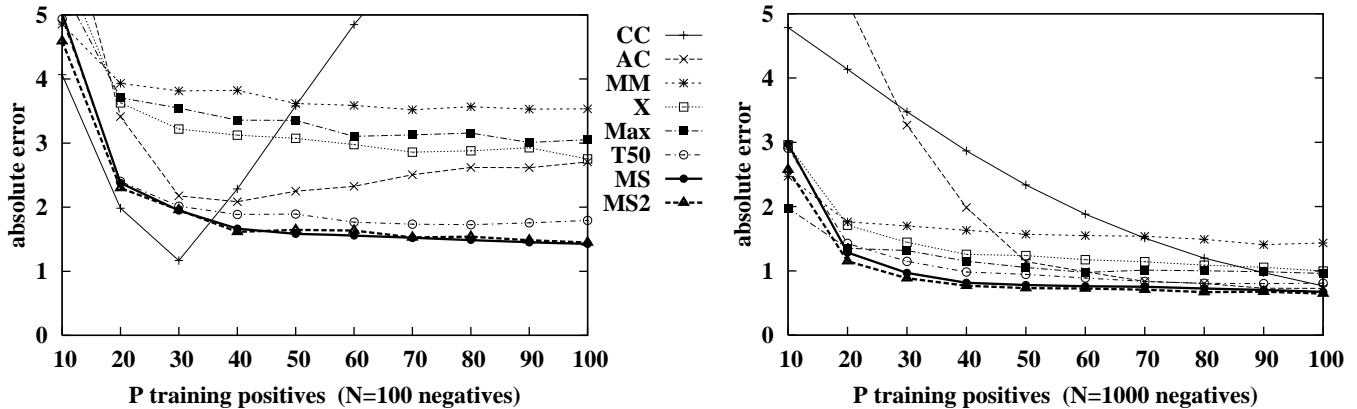 absolute error
5
4
3
2
1
0
10 20 30 40 50 60 70 80 90 100
P training positives (N=100 negatives)
CC
AC
MM
X
Max
T50
MS
MS2
absolute error
5
4
3
2
1
0
10 20 30 40 50 60 70 80 90 100
P training positives (N=1000 negatives)